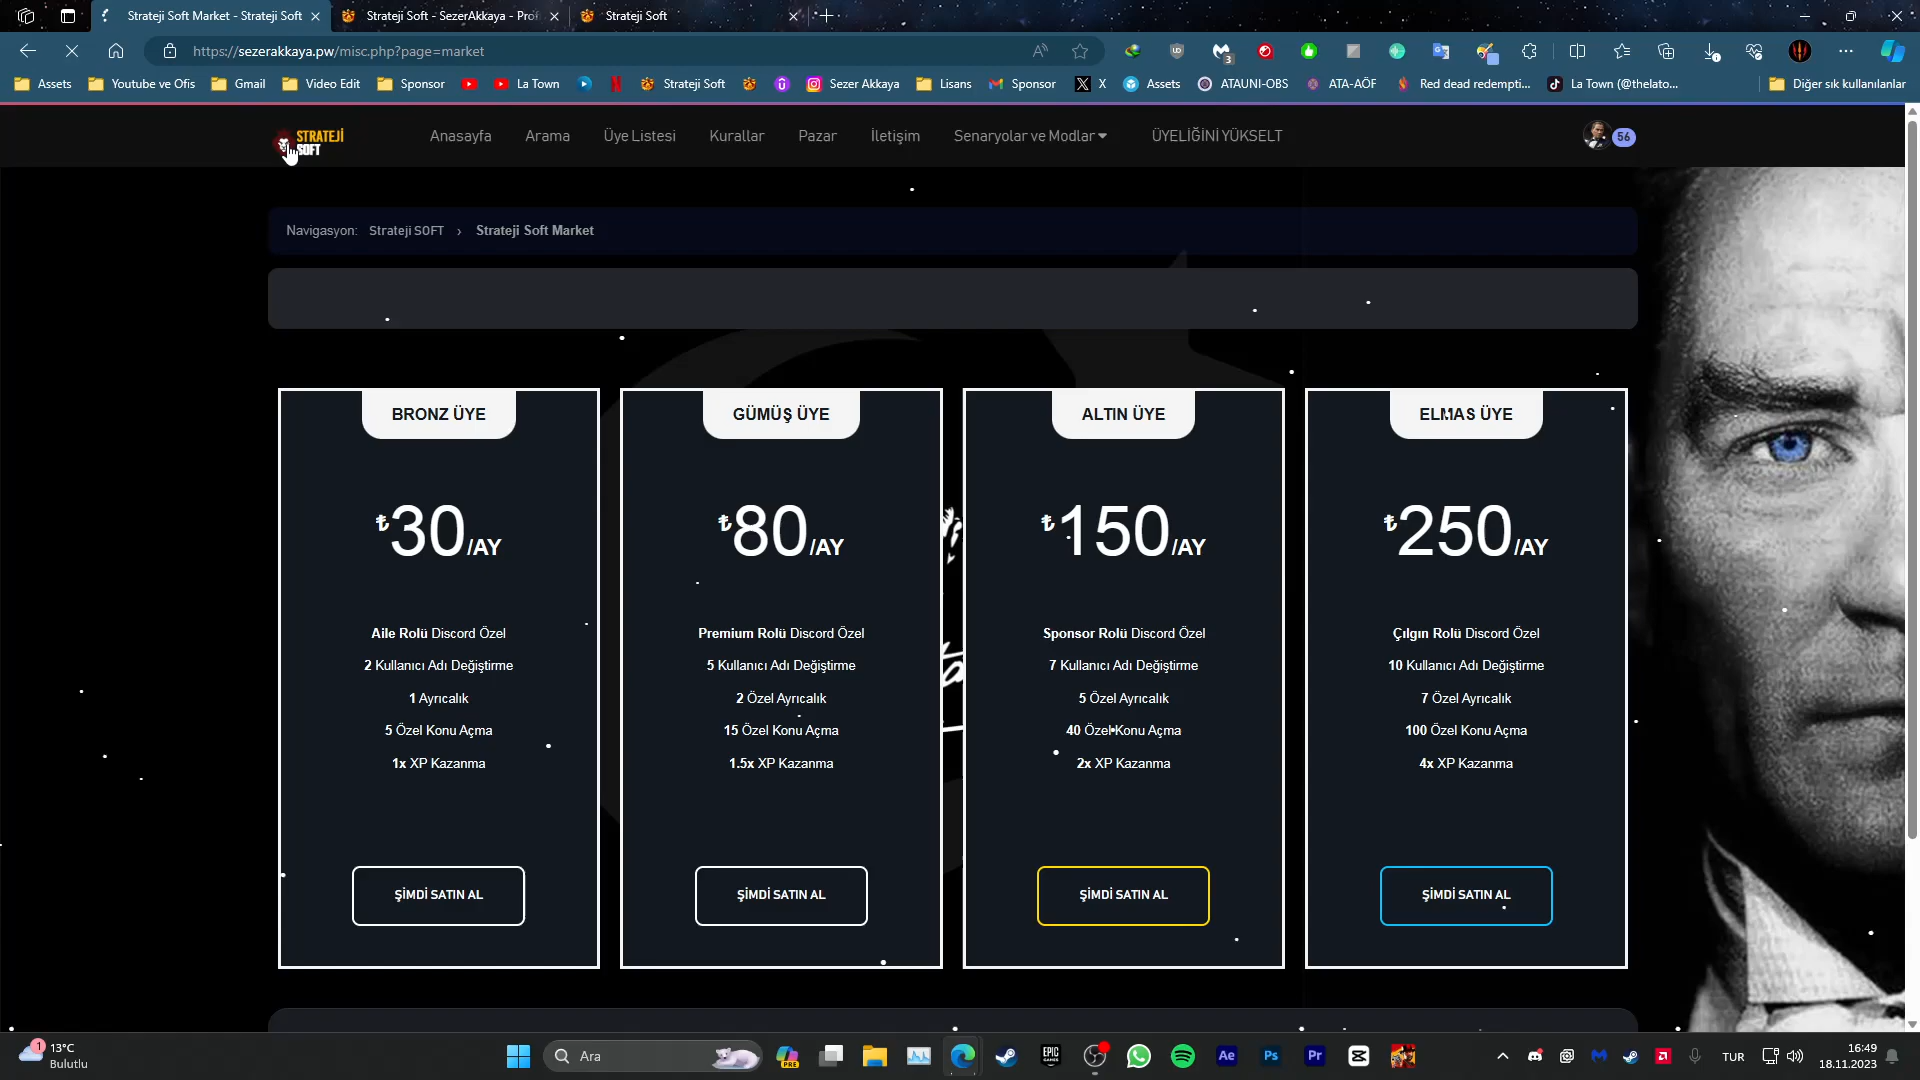 Strateji Soft Market - Strateji Soft
Strateji Soft - SezerAkkaya - Prof
Strateji Soft
https://sezerakkaya.pw/misc.php?page=market
3
Assets
Youtube ve Ofis
Gmail
Video Edit
Sponsor
La Town
Strateji Soft
Sezer Akkaya
Lisans
Sponsor
X
Assets
ATAUNI-OBS
ATA-AÖF
Red dead redempti...
La Town (@thelato...
Diğer sık kullanılanlar
STRATEJİ
SOFT
Anasayfa
Arama
Üye Listesi
Kurallar
Pazar
İletişim
Senaryolar ve Modlar
ÜYELİĞİNİ YÜKSELT
56
Navigasyon: Strateji SOFT › Strateji Soft Market
BRONZ ÜYE
₺30/AY
Aile Rolü Discord Özel
2 Kullanıcı Adı Değiştirme
1 Ayrıcalık
5 Özel Konu Açma
1x XP Kazanma
ŞİMDİ SATIN AL
GÜMÜŞ ÜYE
₺80/AY
Premium Rolü Discord Özel
5 Kullanıcı Adı Değiştirme
2 Özel Ayrıcalık
15 Özel Konu Açma
1.5x XP Kazanma
ŞİMDİ SATIN AL
ALTIN ÜYE
₺150/AY
Sponsor Rolü Discord Özel
7 Kullanıcı Adı Değiştirme
5 Özel Ayrıcalık
40 Özel Konu Açma
2x XP Kazanma
ŞİMDİ SATIN AL
ELMAS ÜYE
₺250/AY
Çılgın Rolü Discord Özel
10 Kullanıcı Adı Değiştirme
7 Özel Ayrıcalık
100 Özel Konu Açma
4x XP Kazanma
ŞİMDİ SATIN AL
1
13°C
Bulutlu
Ara
PRE
EPIC
GAMES
Ae
Ps
Pr
TUR
16:49
18.11.2023